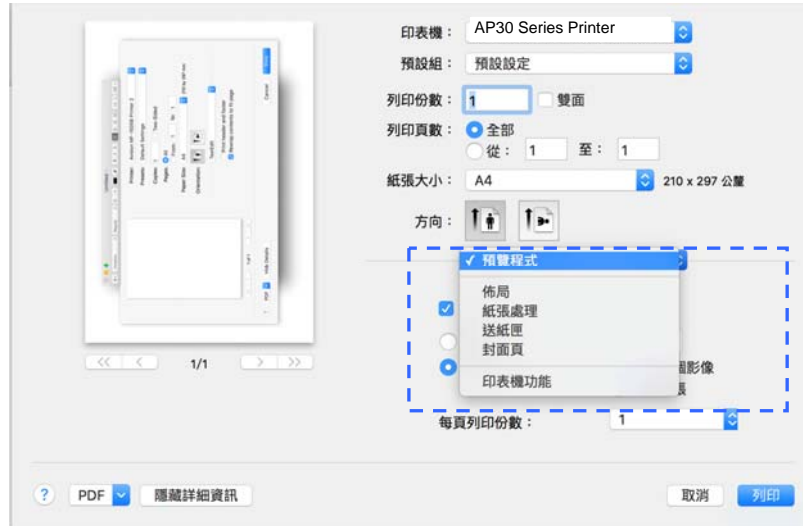 印表機： AP30 Series Printer
預設組： 預設設定
列印份數： 1 雙面
列印頁數： 全部
從： 1 至： 1
紙張大小： A4 210 x 297 公釐
方向：
✓ 預覽程式
佈局
紙張處理
送紙匣
封面頁
個影像
印表機功能
張
每頁列印份數： 1
<< < 1/1 > >>
? PDF 隱藏詳細資訊 取消 列印